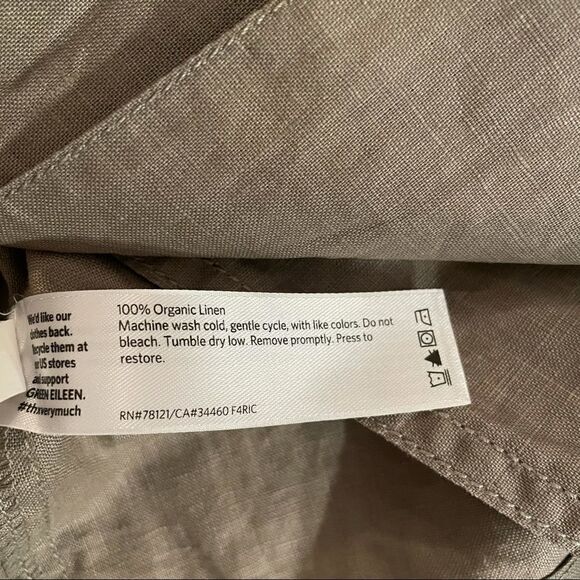 We'd like our
clothes back.
Recycle them at
our US stores
and support
GREEN EILEEN.
#thxverymuch
100% Organic Linen
Machine wash cold, gentle cycle, with like colors. Do not
bleach. Tumble dry low. Remove promptly. Press to
restore.
RN#78121/CA#34460 F4RIC